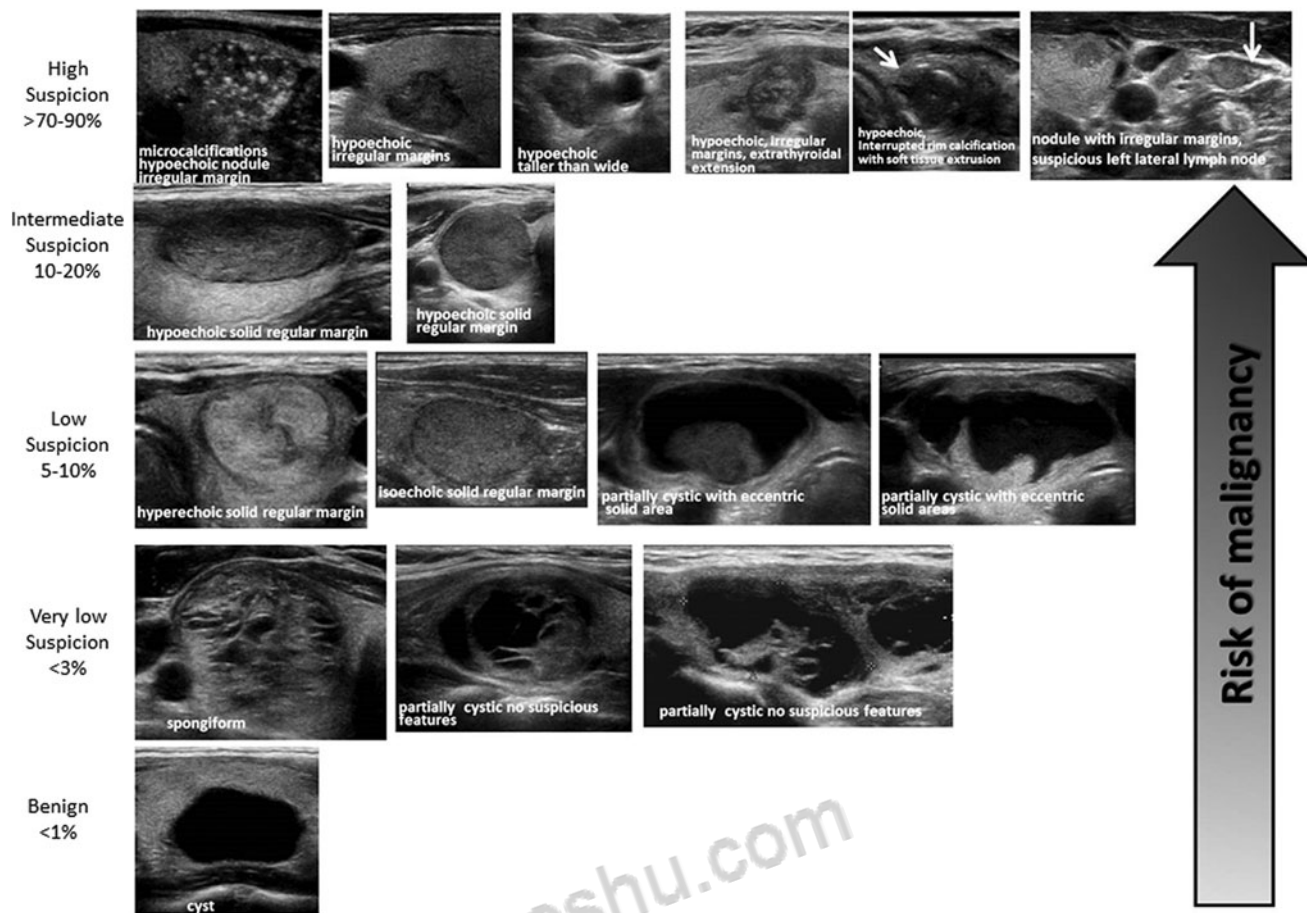 High
Suspicion
>70-90%
microcalcifications
hypoechoic nodule
irregular margin
hypoechoic
irregular margins
hypoechoic
taller than wide
hypoechoic, irregular
margins, extrathyroidal
extension
hypoechoic,
Interrupted rim calcification
with soft tissue extrusion
nodule with irregular margins,
suspicious left lateral lymph node
Intermediate
Suspicion
10-20%
hypoechoic solid regular margin
hypoechoic solid
regular margin
Low
Suspicion
5-10%
hyperechoic solid regular margin
isoechoic solid regular margin
partially cystic with eccentric
solid area
partially cystic with eccentric
solid areas
Very low
Suspicion
<3%
spongiform
partially cystic no suspicious
features
partially cystic no suspicious features
Benign
<1%
cyst
Risk of malignancy